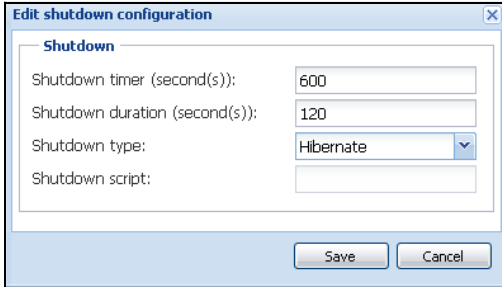 Edit shutdown configuration
Shutdown
Shutdown timer (second(s)): 600
Shutdown duration (second(s)): 120
Shutdown type: Hibernate
Shutdown script:
Save Cancel